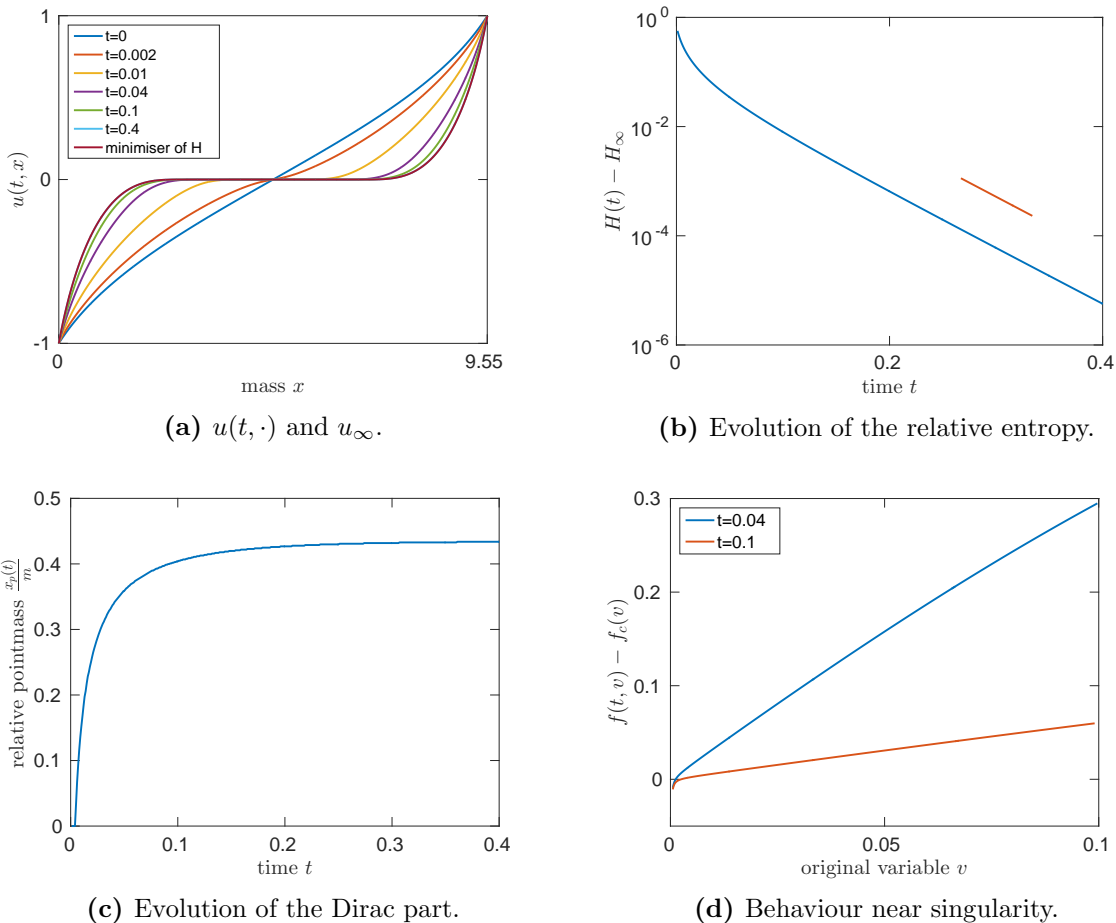 1
t=0
t=0.002
t=0.01
t=0.04
t=0.1
t=0.4
minimiser of H
u(t, x)
0
-1
0
9.55
mass x
(a) u(t, ·) and u∞.
10^0
10^-2
10^-4
10^-6
H(t) − H∞
0
0.2
0.4
time t
(b) Evolution of the relative entropy.
0.5
0.4
0.3
0.2
0.1
0
relative pointmass x_p(t)/m
0
0.1
0.2
0.3
0.4
time t
(c) Evolution of the Dirac part.
0.3
t=0.04
t=0.1
0.2
0.1
0
f(t, v) − f_c(v)
0
0.05
0.1
original variable v
(d) Behaviour near singularity.